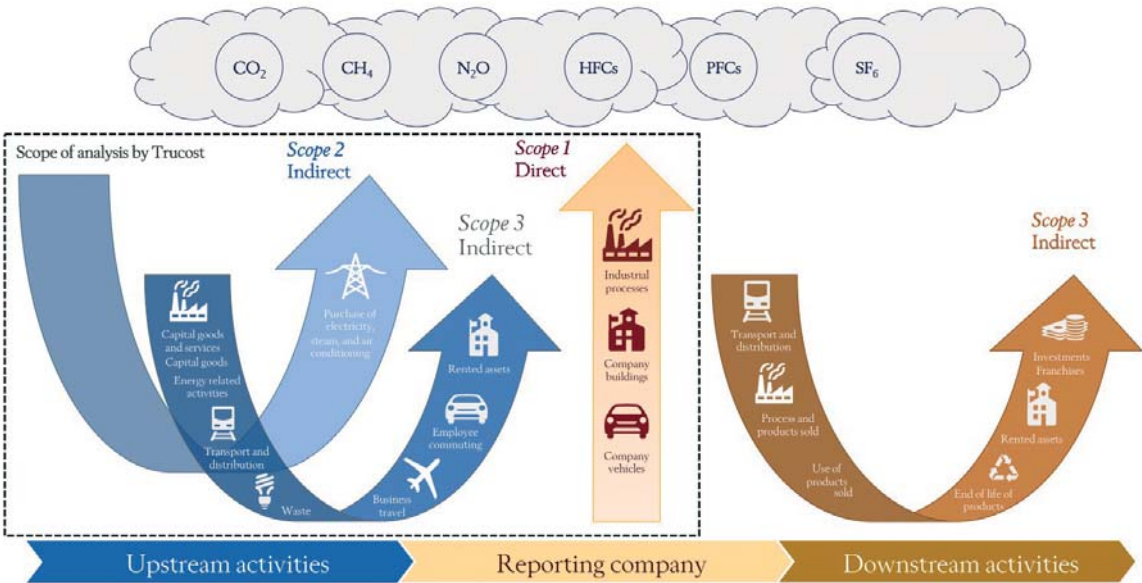 CO₂
CH₄
N₂O
HFCs
PFCs
SF₆
Scope of analysis by Trucost
Scope 2
Indirect
Scope 1
Direct
Scope 3
Indirect
Scope 3
Indirect
Purchase of
electricity,
steam, and air
conditioning
Capital goods
and services
Capital goods
Energy related
activities
Transport and
distribution
Waste
Business
travel
Employee
commuting
Rented assets
Industrial
processes
Company
buildings
Company
vehicles
Transport and
distribution
Process and
products sold
Use of
products
sold
End of life of
products
Rented assets
Investments
Franchises
Upstream activities
Reporting company
Downstream activities